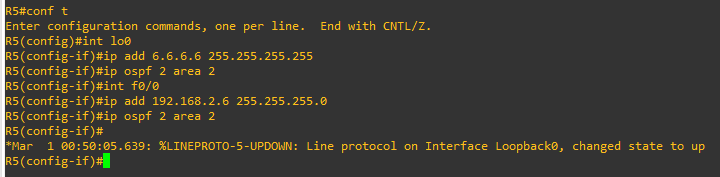 R5#conf t
Enter configuration commands, one per line.  End with CNTL/Z.
R5(config)#int lo0
R5(config-if)#ip add 6.6.6.6 255.255.255.255
R5(config-if)#ip ospf 2 area 2
R5(config-if)#int f0/0
R5(config-if)#ip add 192.168.2.6 255.255.255.0
R5(config-if)#ip ospf 2 area 2
R5(config-if)#
*Mar  1 00:50:05.639: %LINEPROTO-5-UPDOWN: Line protocol on Interface Loopback0, changed state to up
R5(config-if)#